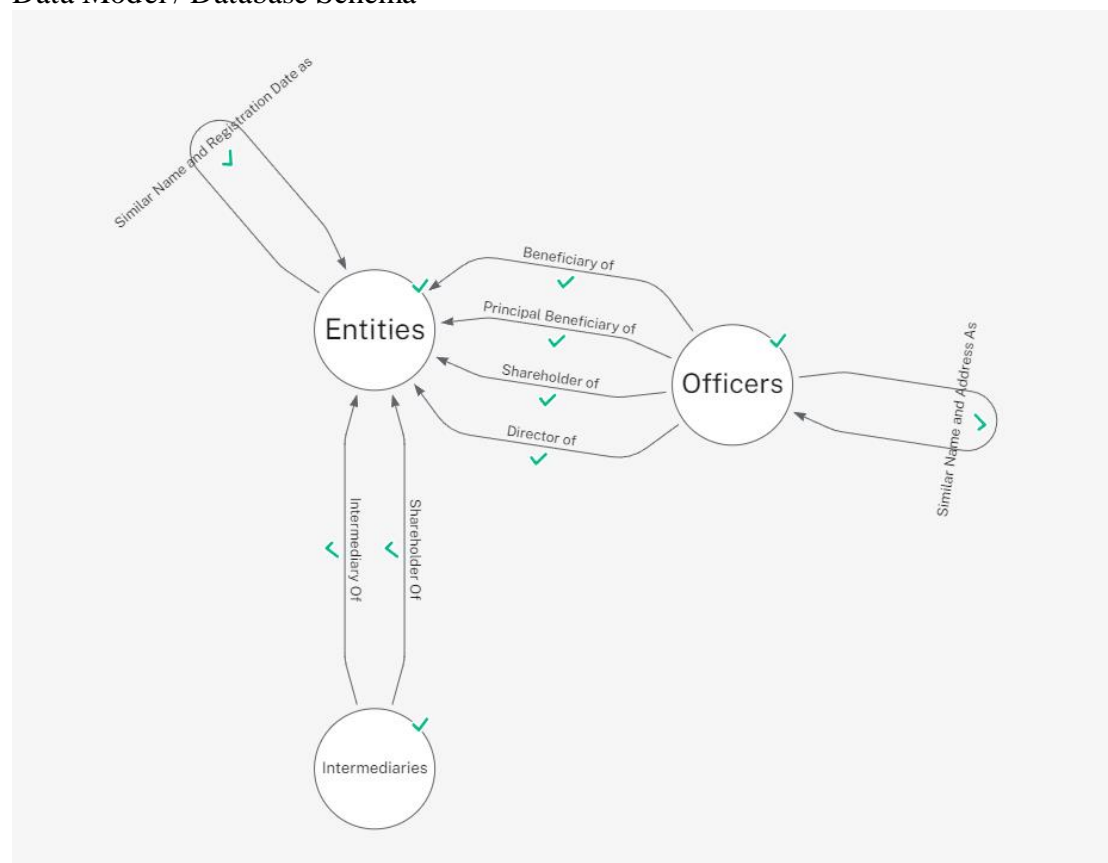 Data Model / Database Schema
Similar Name and Registration Date as
Beneficiary of
Principal Beneficiary of
Entities
Shareholder of
Officers
Similar Name and Address As
Director of
Intermediary Of
Shareholder Of
Intermediaries